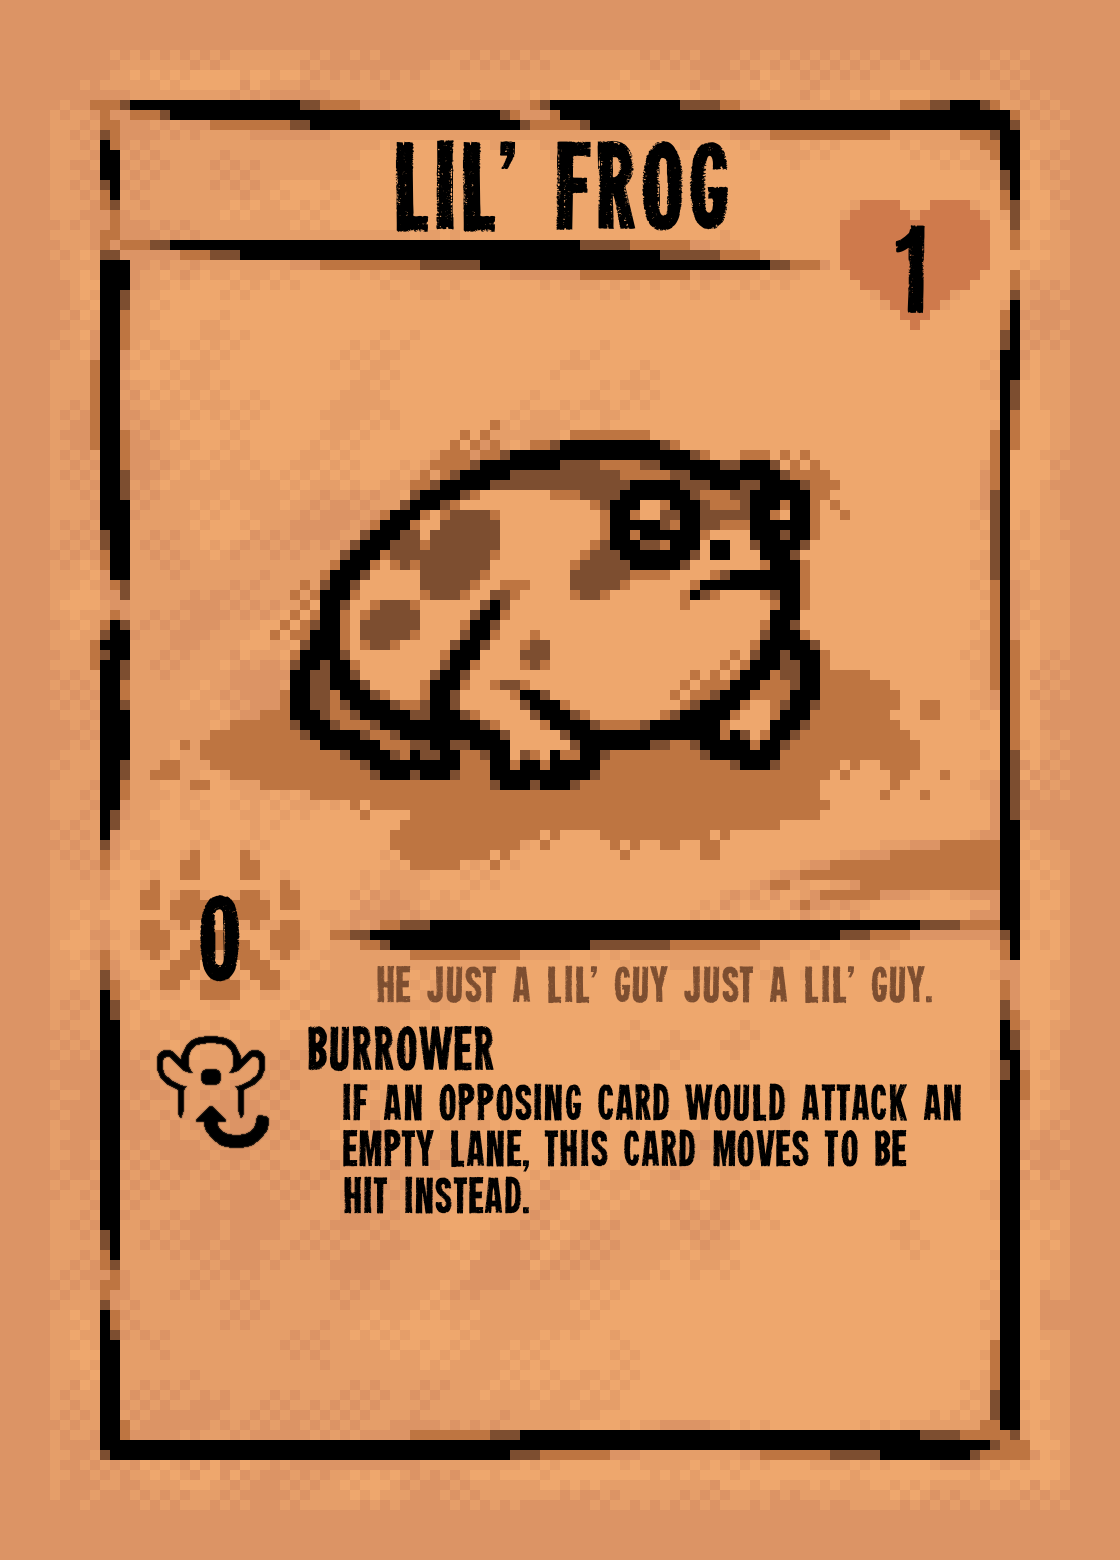 LIL' FROG
1
0
HE JUST A LIL' GUY JUST A LIL' GUY.
BURROWER
IF AN OPPOSING CARD WOULD ATTACK AN
EMPTY LANE, THIS CARD MOVES TO BE
HIT INSTEAD.